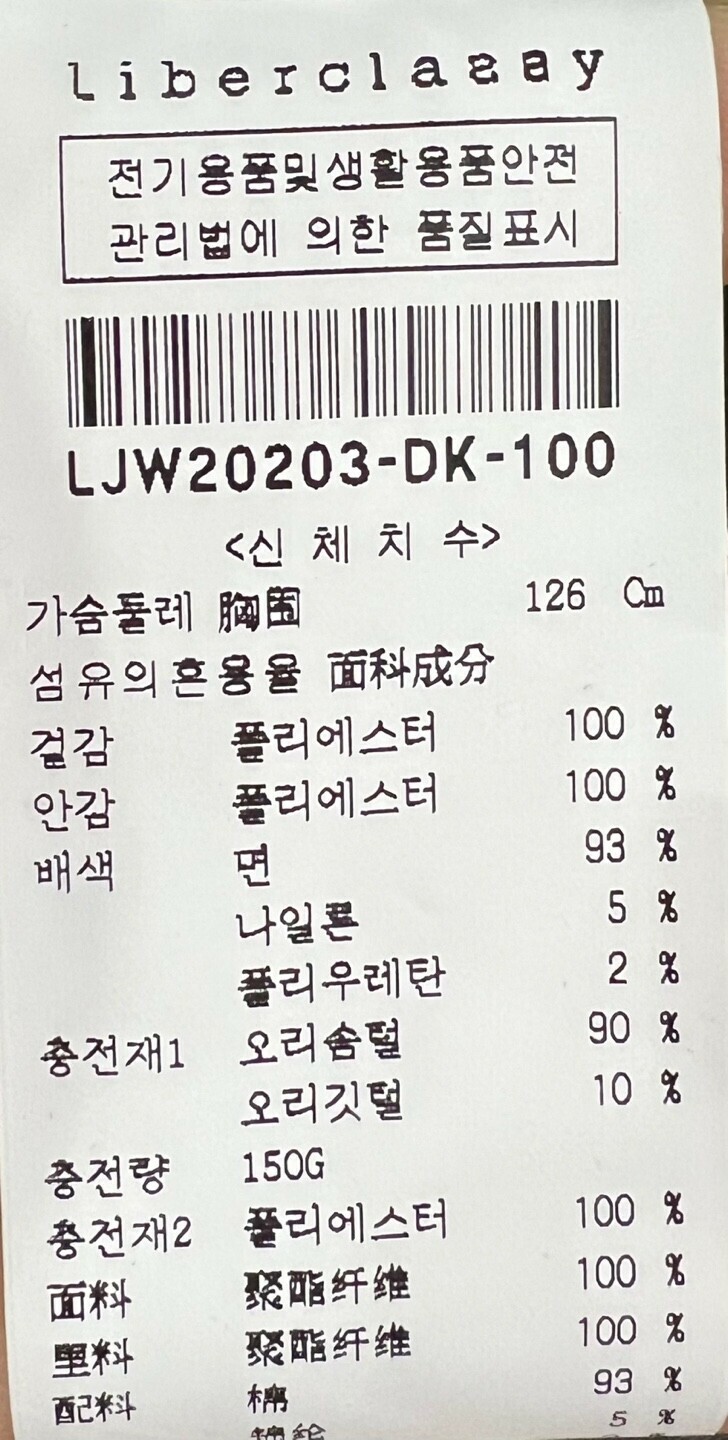 Liberclassy
전기용품및생활용품안전
관리법에 의한 품질표시
LJW20203-DK-100
<신 체 치 수>
가슴둘레 胸围 126 Cm
섬유의혼용율 面料成分
겉감 폴리에스터 100 %
안감 폴리에스터 100 %
배색 면 93 %
나일론 5 %
폴리우레탄 2 %
충전재1 오리솜털 90 %
오리깃털 10 %
충전량 150G
충전재2 폴리에스터 100 %
面料 聚酯纤维 100 %
里料 聚酯纤维 100 %
配料 棉 93 %
5 %